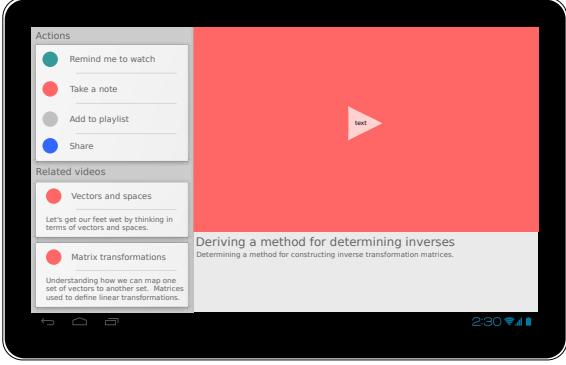 Actions
Remind me to watch
Take a note
Add to playlist
Share
Related videos
Vectors and spaces
Let's get our feet wet by thinking in
terms of vectors and spaces.
Matrix transformations
Understanding how we can map one
set of vectors to another set. Matrices
used to define linear transformations.
text
Deriving a method for determining inverses
Determining a method for constructing inverse transformation matrices.
2:30